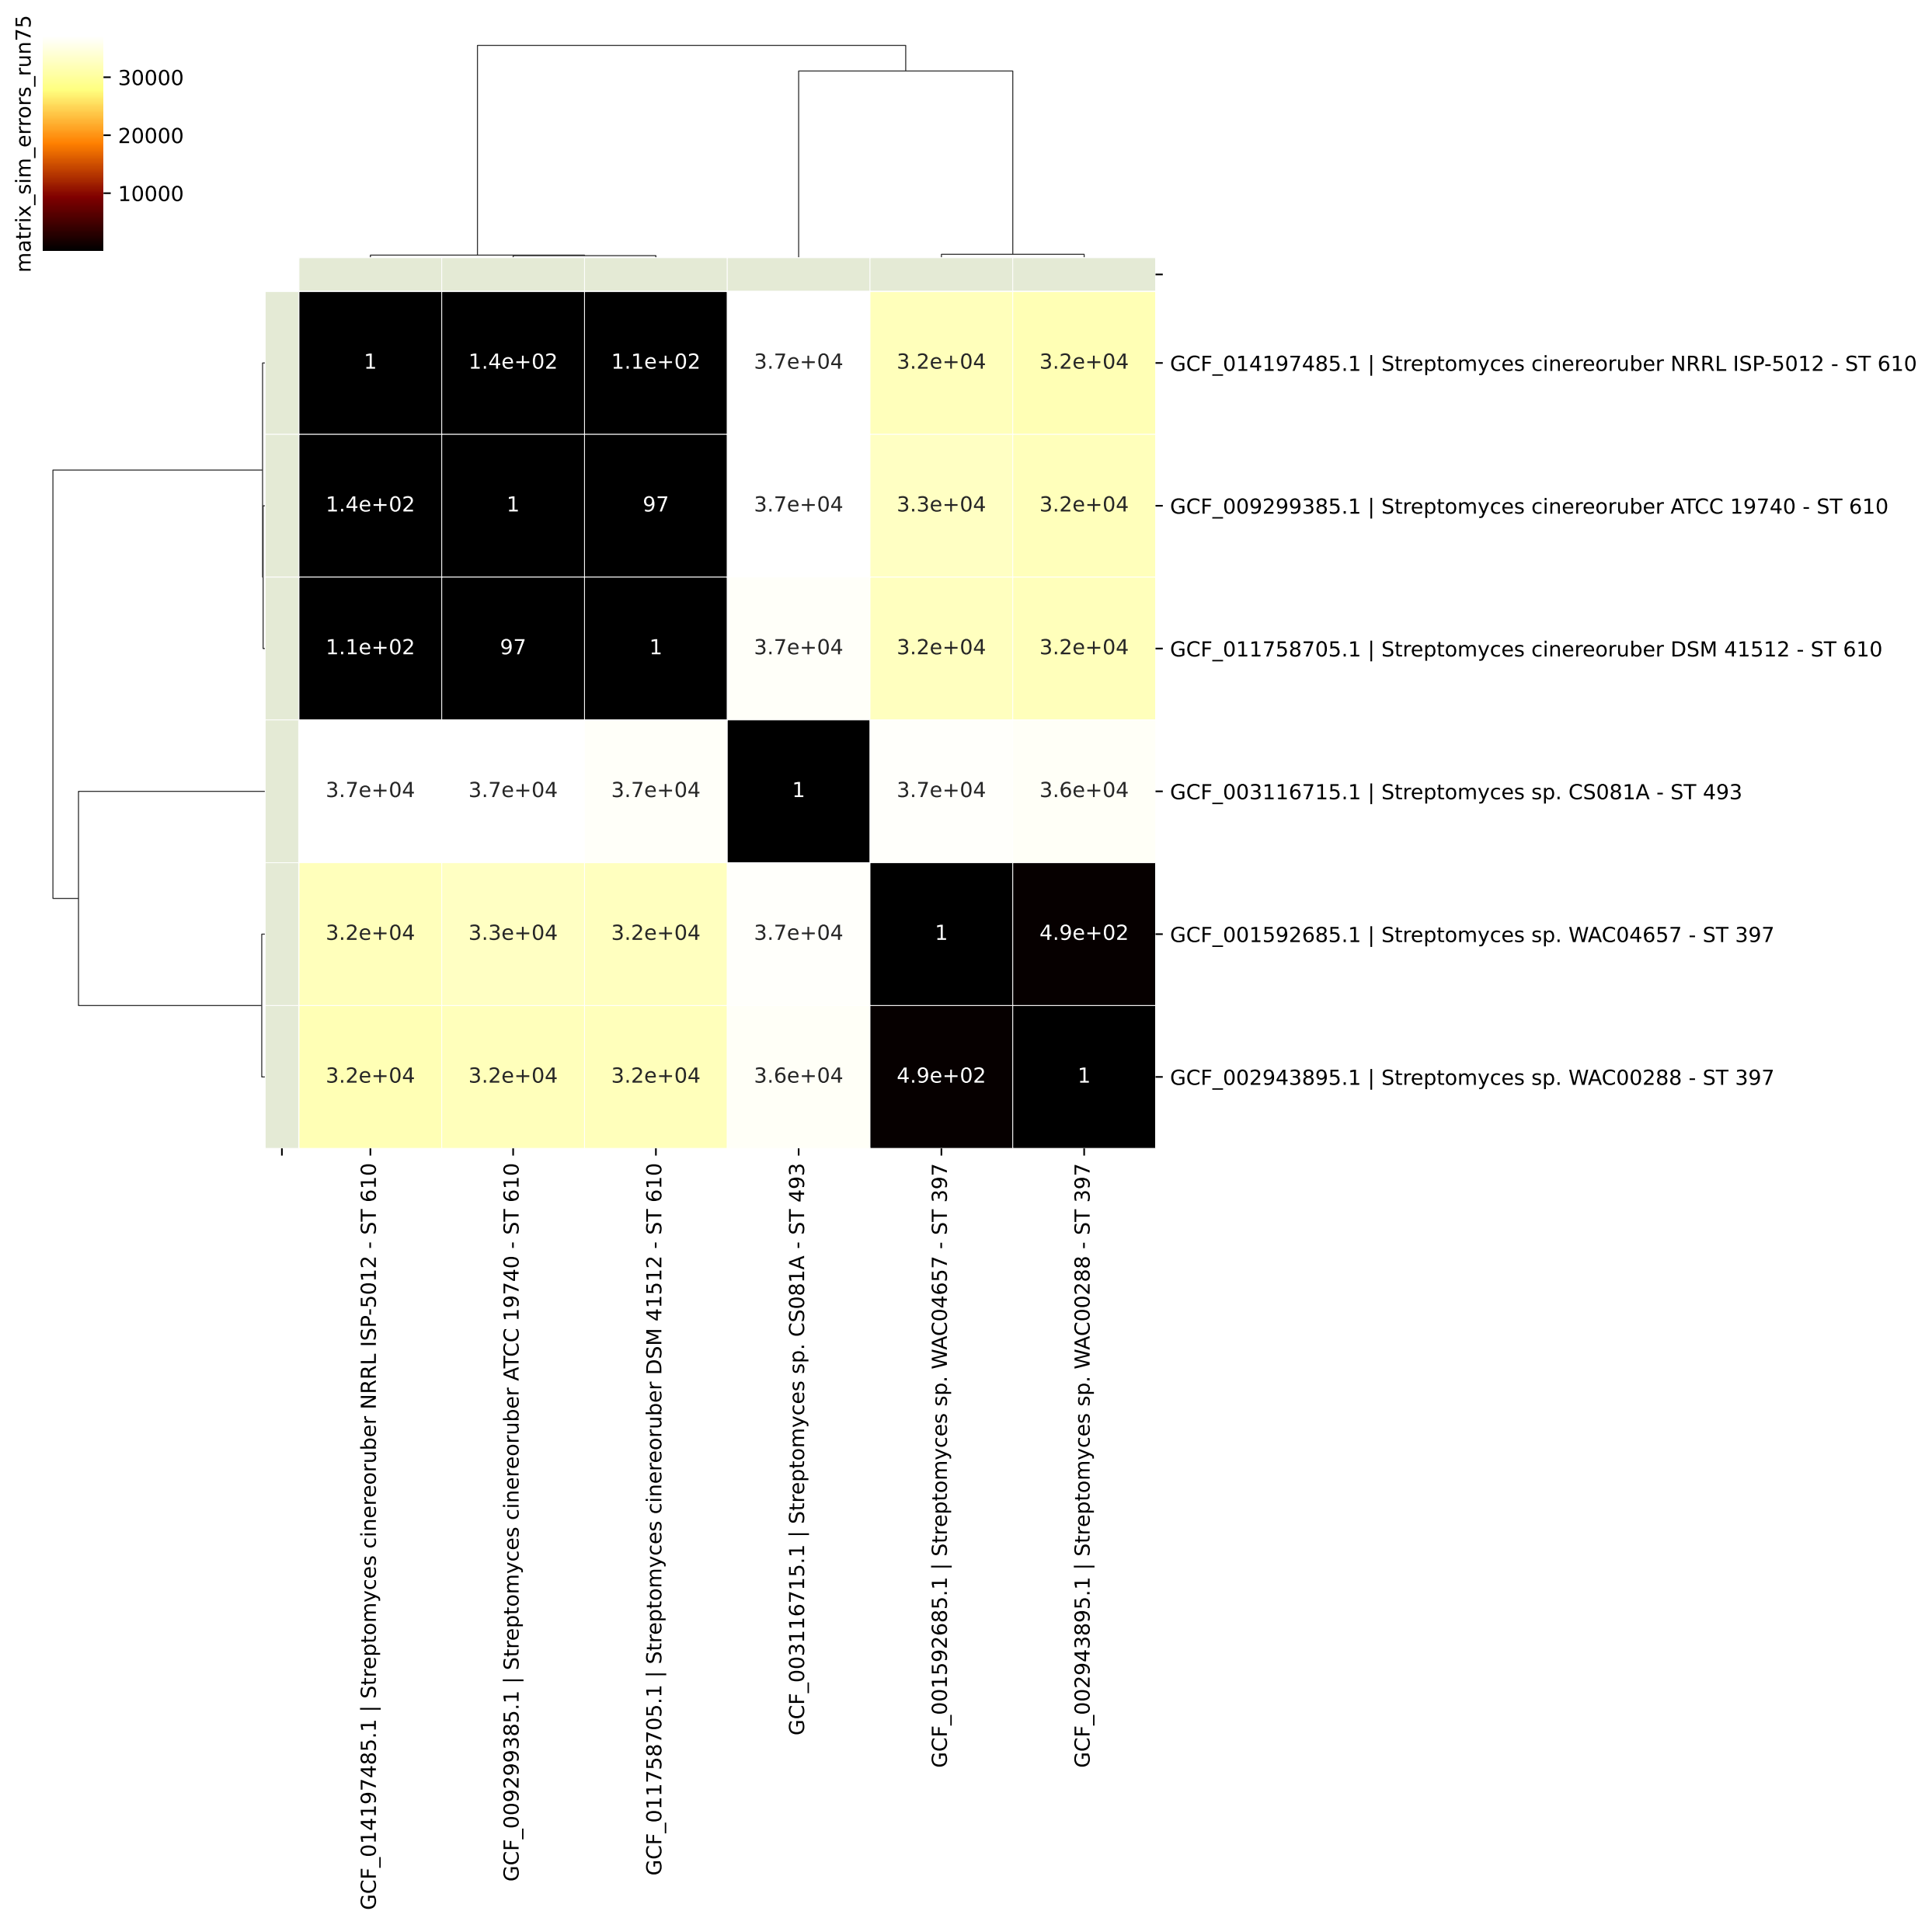 matrix_sim_errors_run75
30000
20000
10000
1 1.4e+02 1.1e+02 3.7e+04 3.2e+04 3.2e+04 GCF_014197485.1 | Streptomyces cinereoruber NRRL ISP-5012 - ST 610
1.4e+02 1 97 3.7e+04 3.3e+04 3.2e+04 GCF_009299385.1 | Streptomyces cinereoruber ATCC 19740 - ST 610
1.1e+02 97 1 3.7e+04 3.2e+04 3.2e+04 GCF_011758705.1 | Streptomyces cinereoruber DSM 41512 - ST 610
3.7e+04 3.7e+04 3.7e+04 1 3.7e+04 3.6e+04 GCF_003116715.1 | Streptomyces sp. CS081A - ST 493
3.2e+04 3.3e+04 3.2e+04 3.7e+04 1 4.9e+02 GCF_001592685.1 | Streptomyces sp. WAC04657 - ST 397
3.2e+04 3.2e+04 3.2e+04 3.6e+04 4.9e+02 1 GCF_002943895.1 | Streptomyces sp. WAC00288 - ST 397
GCF_014197485.1 | Streptomyces cinereoruber NRRL ISP-5012 - ST 610
GCF_009299385.1 | Streptomyces cinereoruber ATCC 19740 - ST 610
GCF_011758705.1 | Streptomyces cinereoruber DSM 41512 - ST 610
GCF_003116715.1 | Streptomyces sp. CS081A - ST 493
GCF_001592685.1 | Streptomyces sp. WAC04657 - ST 397
GCF_002943895.1 | Streptomyces sp. WAC00288 - ST 397